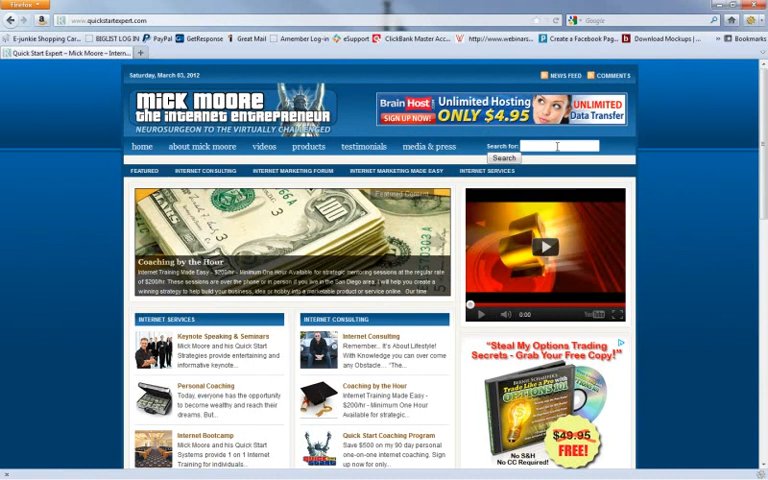 Firefox
www.quickstartexpert.com
Google
E-junkie Shopping Car...
BIGLIST LOG IN
PayPal
GetResponse
Great Mail
Amember Log-in
eSupport
ClickBank Master Acc...
http://www.webinars...
Create a Facebook Pag...
Download Mockups | ...
Bookmarks
Quick Start Expert – Mick Moore – Intern...
Saturday, March 03, 2012
NEWS FEED
COMMENTS
MICK MOORE
THE INTERNET ENTREPRENEUR
NEUROSURGEON TO THE VIRTUALLY CHALLENGED
Brain Host
SIGN UP NOW!
Unlimited Hosting
ONLY $4.95
UNLIMITED
Data Transfer
home about mick moore videos products testimonials media & press
Search for:
Search
FEATURED INTERNET CONSULTING INTERNET MARKETING FORUM INTERNET MARKETING MADE EASY INTERNET SERVICES
Featured Content
100
Coaching by the Hour
Internet Training Made Easy - $200/hr - Minimum One Hour Available for strategic mentoring sessions at the regular rate
of $200/hr. These sessions are over the phone or in person if you live in the San Diego area. I will help you create a
winning strategy to help build your business, idea or hobby into a marketable product or service online. Our time
0:00
YouTube
INTERNET SERVICES
Keynote Speaking & Seminars
Mick Moore and his Quick Start
Strategies provide entertaining and
informative keynote...
Personal Coaching
Today, everyone has the opportunity
to become wealthy and reach their
dreams. But...
Internet Bootcamp
Mick Moore and his Quick Start
Systems provide 1 on 1 Internet
Training for individuals...
INTERNET CONSULTING
Internet Consulting
Remember... It's About Lifestyle!
With Knowledge you can over come
any Obstacle... "The...
Coaching by the Hour
Internet Training Made Easy -
$200/hr - Minimum One Hour
Available for strategic...
Quick Start Coaching Program
Save $500 on my 90 day personal
one-on-one internet coaching. Sign
up now for only...
"Steal My Options Trading
Secrets - Grab Your Free Copy!"
Trade Like a Pro with
OPTIONS 101
$49.95
FREE!
No S&H
No CC Required!